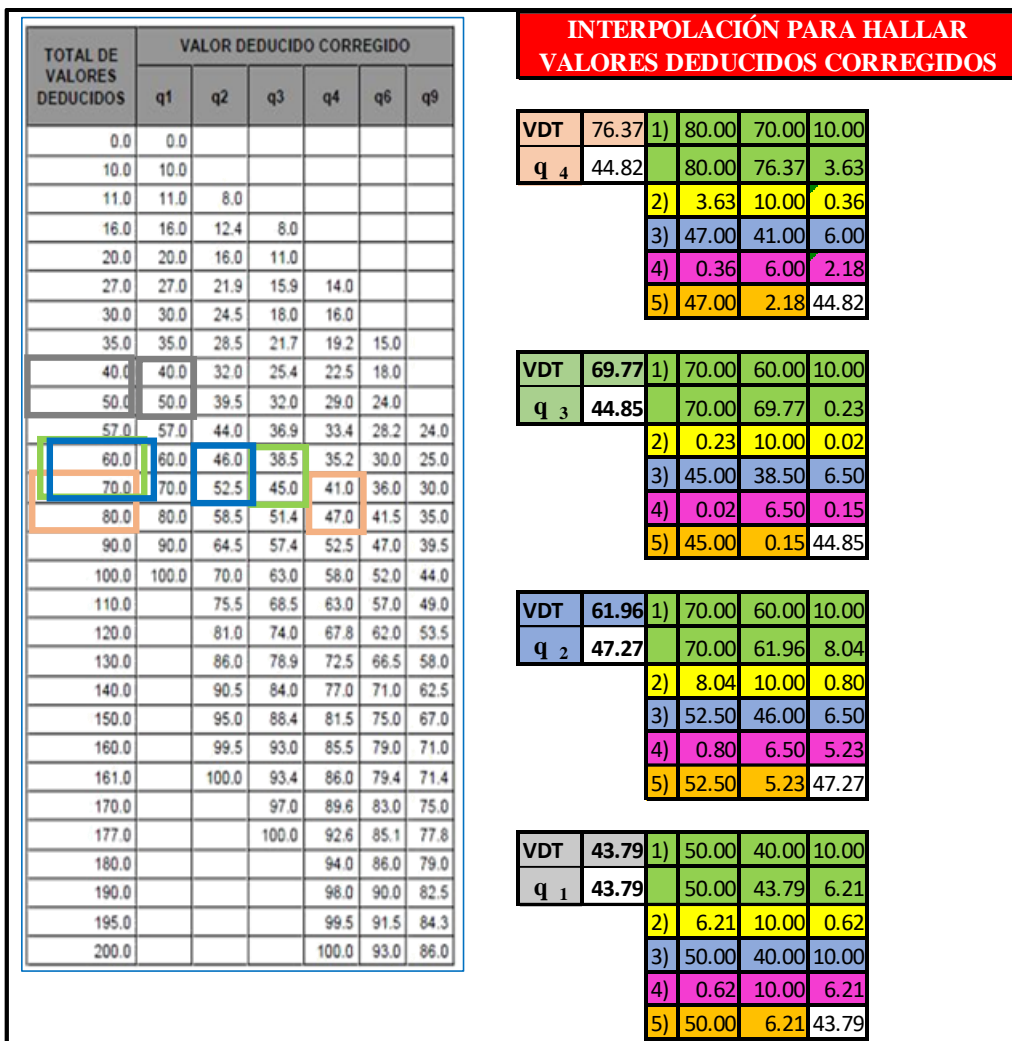 TOTAL DE VALORES DEDUCIDOS VALOR DEDUCIDO CORREGIDO
q1 q2 q3 q4 q6 q9
0.0 0.0
10.0 10.0
11.0 11.0 8.0
16.0 16.0 12.4 8.0
20.0 20.0 16.0 11.0
27.0 27.0 21.9 15.9 14.0
30.0 30.0 24.5 18.0 16.0
35.0 35.0 28.5 21.7 19.2 15.0
40.0 40.0 32.0 25.4 22.5 18.0
50.0 50.0 39.5 32.0 29.0 24.0
57.0 57.0 44.0 36.9 33.4 28.2 24.0
60.0 60.0 46.0 38.5 35.2 30.0 25.0
70.0 70.0 52.5 45.0 41.0 36.0 30.0
80.0 80.0 58.5 51.4 47.0 41.5 35.0
90.0 90.0 64.5 57.4 52.5 47.0 39.5
100.0 100.0 70.0 63.0 58.0 52.0 44.0
110.0 75.5 68.5 63.0 57.0 49.0
120.0 81.0 74.0 67.8 62.0 53.5
130.0 86.0 78.9 72.5 66.5 58.0
140.0 90.5 84.0 77.0 71.0 62.5
150.0 95.0 88.4 81.5 75.0 67.0
160.0 99.5 93.0 85.5 79.0 71.0
161.0 100.0 93.4 86.0 79.4 71.4
170.0 97.0 89.6 83.0 75.0
177.0 100.0 92.6 85.1 77.8
180.0 94.0 86.0 79.0
190.0 98.0 90.0 82.5
195.0 99.5 91.5 84.3
200.0 100.0 93.0 86.0
INTERPOLACIÓN PARA HALLAR
VALORES DEDUCIDOS CORREGIDOS
VDT 76.37 1) 80.00 70.00 10.00
q 4 44.82 80.00 76.37 3.63
2) 3.63 10.00 0.36
3) 47.00 41.00 6.00
4) 0.36 6.00 2.18
5) 47.00 2.18 44.82
VDT 69.77 1) 70.00 60.00 10.00
q 3 44.85 70.00 69.77 0.23
2) 0.23 10.00 0.02
3) 45.00 38.50 6.50
4) 0.02 6.50 0.15
5) 45.00 0.15 44.85
VDT 61.96 1) 70.00 60.00 10.00
q 2 47.27 70.00 61.96 8.04
2) 8.04 10.00 0.80
3) 52.50 46.00 6.50
4) 0.80 6.50 5.23
5) 52.50 5.23 47.27
VDT 43.79 1) 50.00 40.00 10.00
q 1 43.79 50.00 43.79 6.21
2) 6.21 10.00 0.62
3) 50.00 40.00 10.00
4) 0.62 10.00 6.21
5) 50.00 6.21 43.79